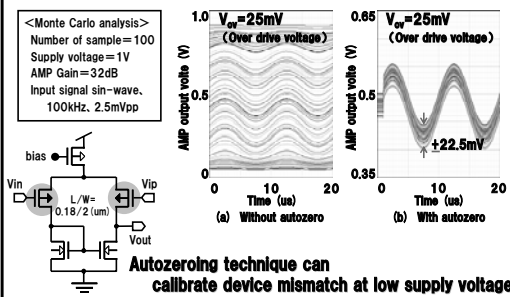 <Monte Carlo analysis>
Number of sample=100
Supply voltage=1V
AMP Gain=32dB
Input signal sin-wave,
100kHz, 2.5mVpp
bias
Vin
Vip
L/W=
0.18/2 (um)
Vout
AMP output volte (V)
1.0
0.5
0
Vov=25mV
(Over drive voltage)
0 10 20
Time (us)
(a) Without autozero
AMP output volte (V)
0.65
0.5
0.35
Vov=25mV
(Over drive voltage)
±22.5mV
0 10 20
Time (us)
(b) With autozero
Autozeroing technique can
calibrate device mismatch at low supply voltage